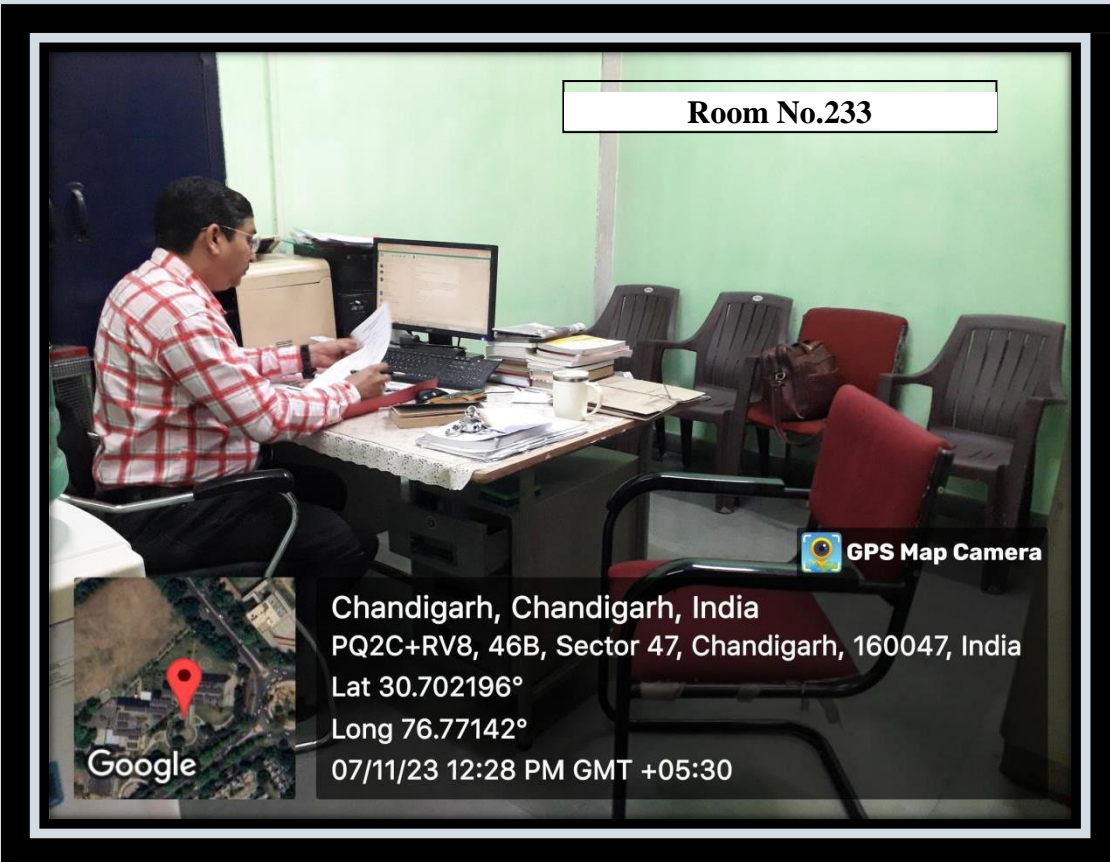 Room No.233
GPS Map Camera
Chandigarh, Chandigarh, India
PQ2C+RV8, 46B, Sector 47, Chandigarh, 160047, India
Lat 30.702196°
Long 76.77142°
07/11/23 12:28 PM GMT +05:30
Google